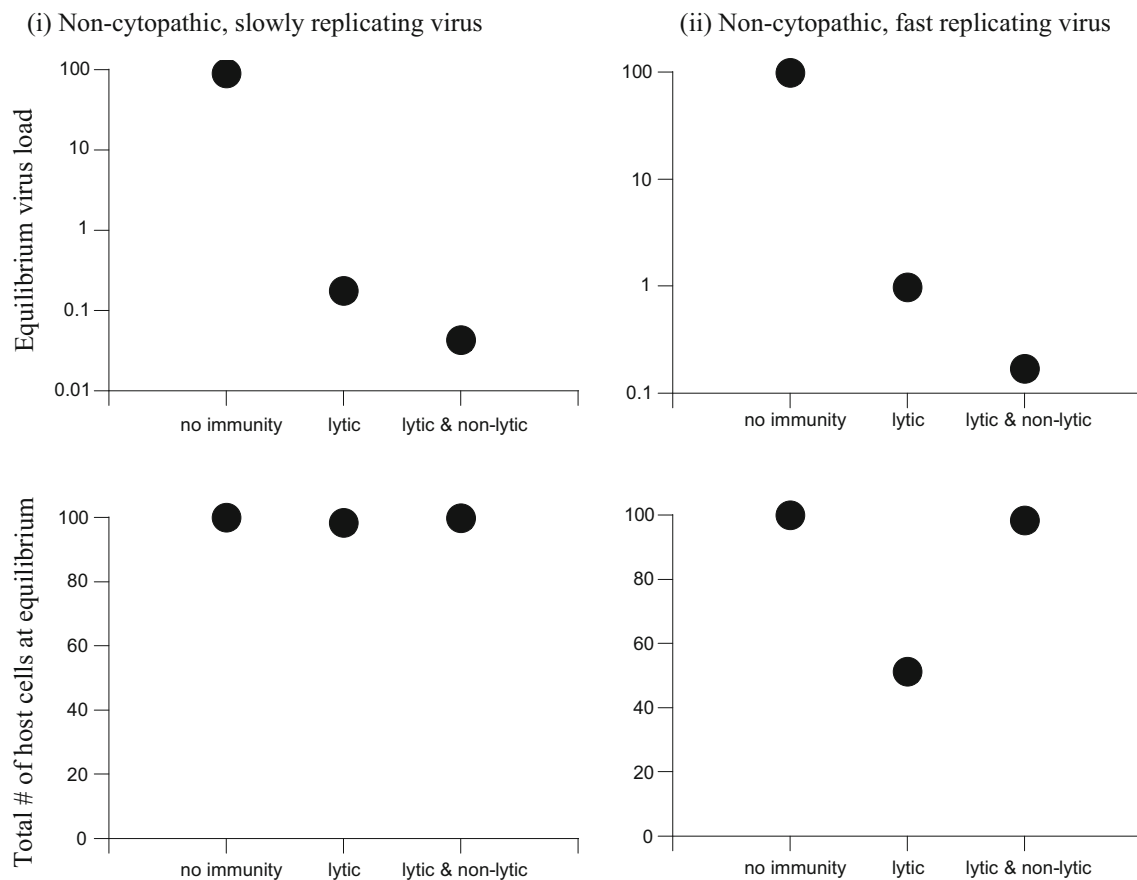 (i) Non-cytopathic, slowly replicating virus
(ii) Non-cytopathic, fast replicating virus
Equilibrium virus load
100
10
1
0.1
0.01
no immunity lytic lytic & non-lytic
100
10
1
0.1
no immunity lytic lytic & non-lytic
Total # of host cells at equilibrium
100
80
60
40
20
0
no immunity lytic lytic & non-lytic
100
80
60
40
20
0
no immunity lytic lytic & non-lytic